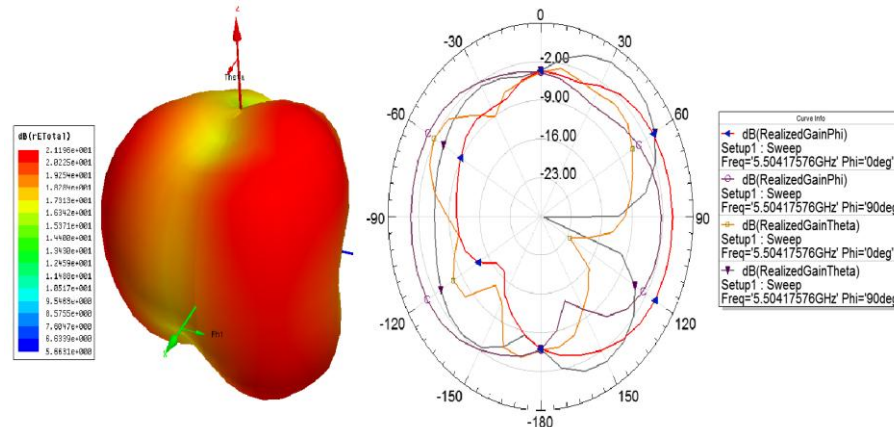 dB(rETotal)
2.1196e+001
2.0225e+001
1.9254e+001
1.8284e+001
1.7313e+001
1.6342e+001
1.5371e+001
1.4400e+001
1.3430e+001
1.2459e+001
1.1488e+001
1.0517e+001
9.5463e+000
8.5755e+000
7.6047e+000
6.6339e+000
5.6631e+000
Theta
Phi
0
-30
30
-60
60
-90
90
-120
120
-150
150
-180
-2.00
-9.00
-16.00
-23.00
Curve Info
dB(RealizedGainPhi)
Setup1 : Sweep
Freq='5.50417576GHz' Phi='0deg'
dB(RealizedGainPhi)
Setup1 : Sweep
Freq='5.50417576GHz' Phi='90deg
dB(RealizedGainTheta)
Setup1 : Sweep
Freq='5.50417576GHz' Phi='0deg'
dB(RealizedGainTheta)
Setup1 : Sweep
Freq='5.50417576GHz' Phi='90deg